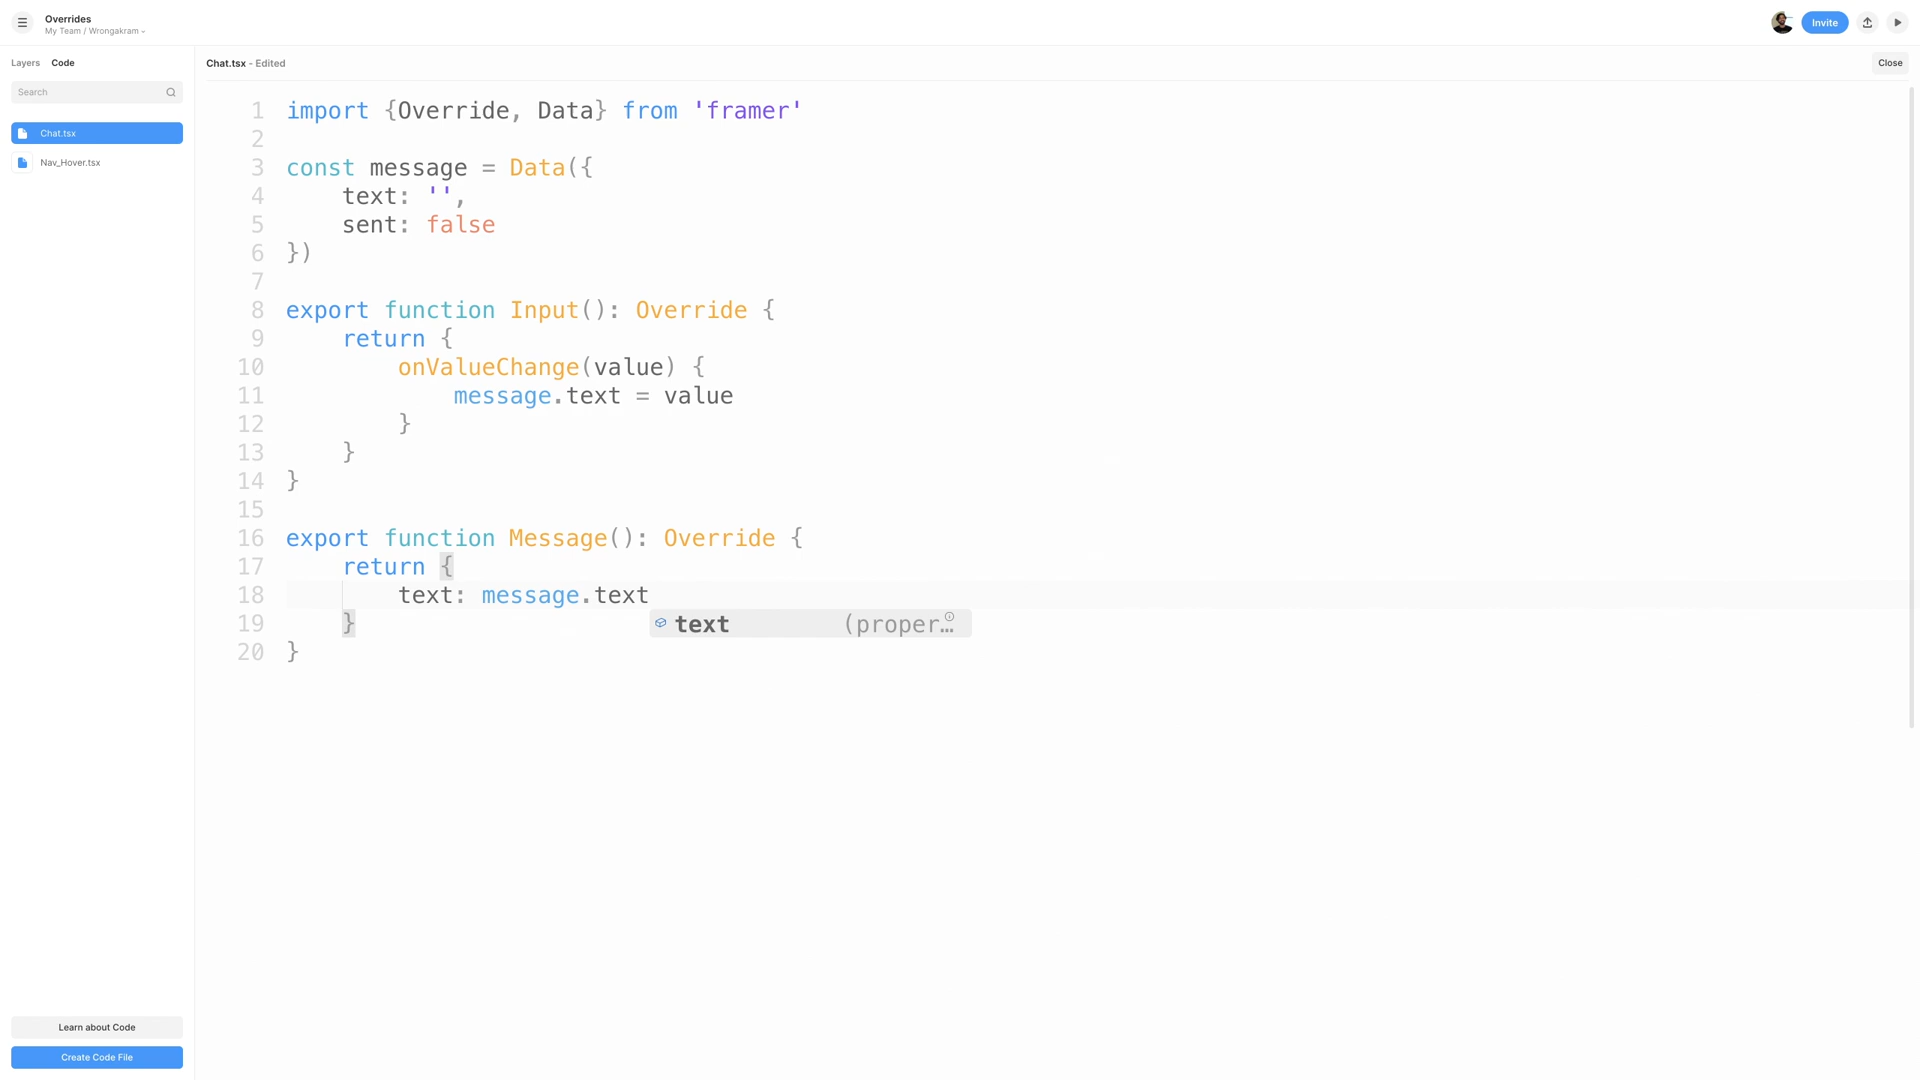 Overrides
My Team / Wrongakram
Invite
Layers Code
Search
Chat.tsx
Nav_Hover.tsx
Chat.tsx - Edited
Close
1 import {Override, Data} from 'framer'
2
3 const message = Data({
4 text: '',
5 sent: false
6 })
7
8 export function Input(): Override {
9 return {
10 onValueChange(value) {
11 message.text = value
12 }
13 }
14 }
15
16 export function Message(): Override {
17 return {
18 text: message.text
19 }
text (proper…
20 }
Learn about Code
Create Code File